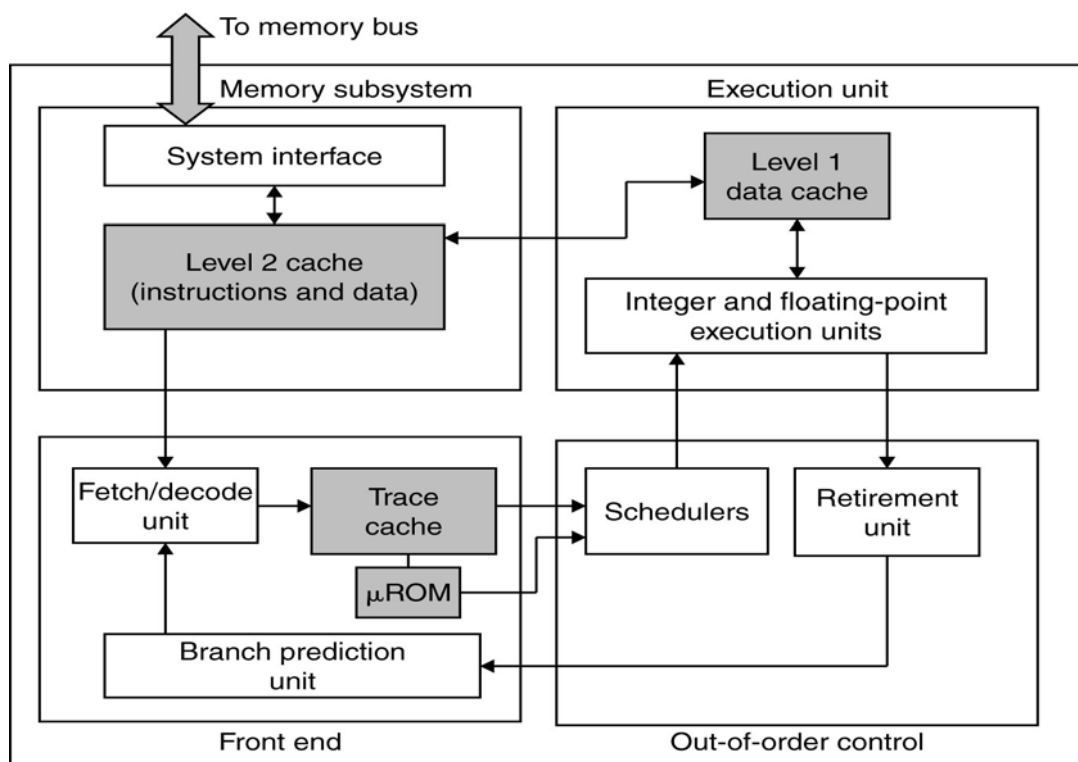 To memory bus
Memory subsystem
System interface
Level 2 cache
(instructions and data)
Execution unit
Level 1
data cache
Integer and floating-point
execution units
Fetch/decode
unit
Trace
cache
μROM
Branch prediction
unit
Front end
Schedulers
Retirement
unit
Out-of-order control